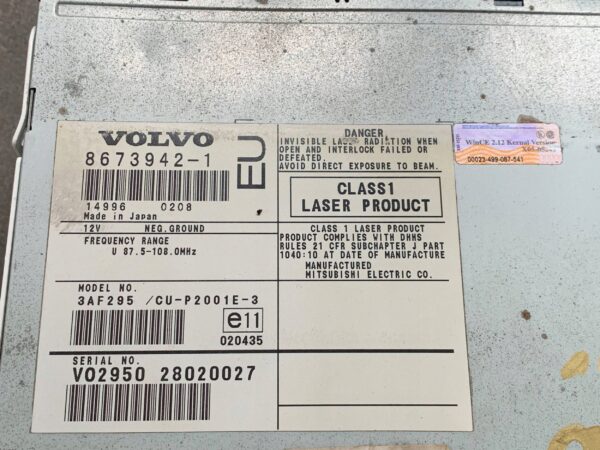 VOLVO
8673942-1
EU
14996 0208
Made in Japan
12V NEG.GROUND
FREQUENCY RANGE
U 87.5-108.0MHz
MODEL NO.
3AF295 /CU-P2001E-3
e11
020435
SERIAL NO.
VO2950 28020027
DANGER
INVISIBLE LASER RADIATION WHEN
OPEN AND INTERLOCK FAILED OR
DEFEATED.
AVOID DIRECT EXPOSURE TO BEAM.
CLASS1
LASER PRODUCT
CLASS 1 LASER PRODUCT
PRODUCT COMPLIES WITH DHHS
RULES 21 CFR SUBCHAPTER J PART
1040:10 AT DATE OF MANUFACTURE
MANUFACTURED
MITSUBISHI ELECTRIC CO.
WinCE 2.12 Kernal Version
00023-499-067-541